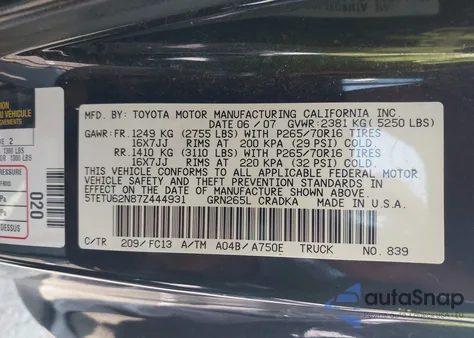 MFD. BY: TOYOTA MOTOR MANUFACTURING CALIFORNIA INC.
DATE 06/07 GVWR: 2381 KG (5250 LBS)
GAWR: FR. 1249 KG (2755 LBS) WITH P265/70R16 TIRES
16X7JJ RIMS AT 200 KPA (29 PSI) COLD.
RR. 1410 KG (3110 LBS) WITH P265/70R16 TIRES
16X7JJ RIMS AT 220 KPA (32 PSI) COLD.
THIS VEHICLE CONFORMS TO ALL APPLICABLE FEDERAL MOTOR
VEHICLE SAFETY STANDARDS IN EFFECT ON THE DATE OF
MANUFACTURE SHOWN ABOVE.
5TETU62N87Z444931 GRN265L CRADKA MADE IN U.S.A.
C/TR 209/FC13 A/TM A04B/A750E TRUCK NO. 839
020
VEHICULE
DESSUS
autoSnap